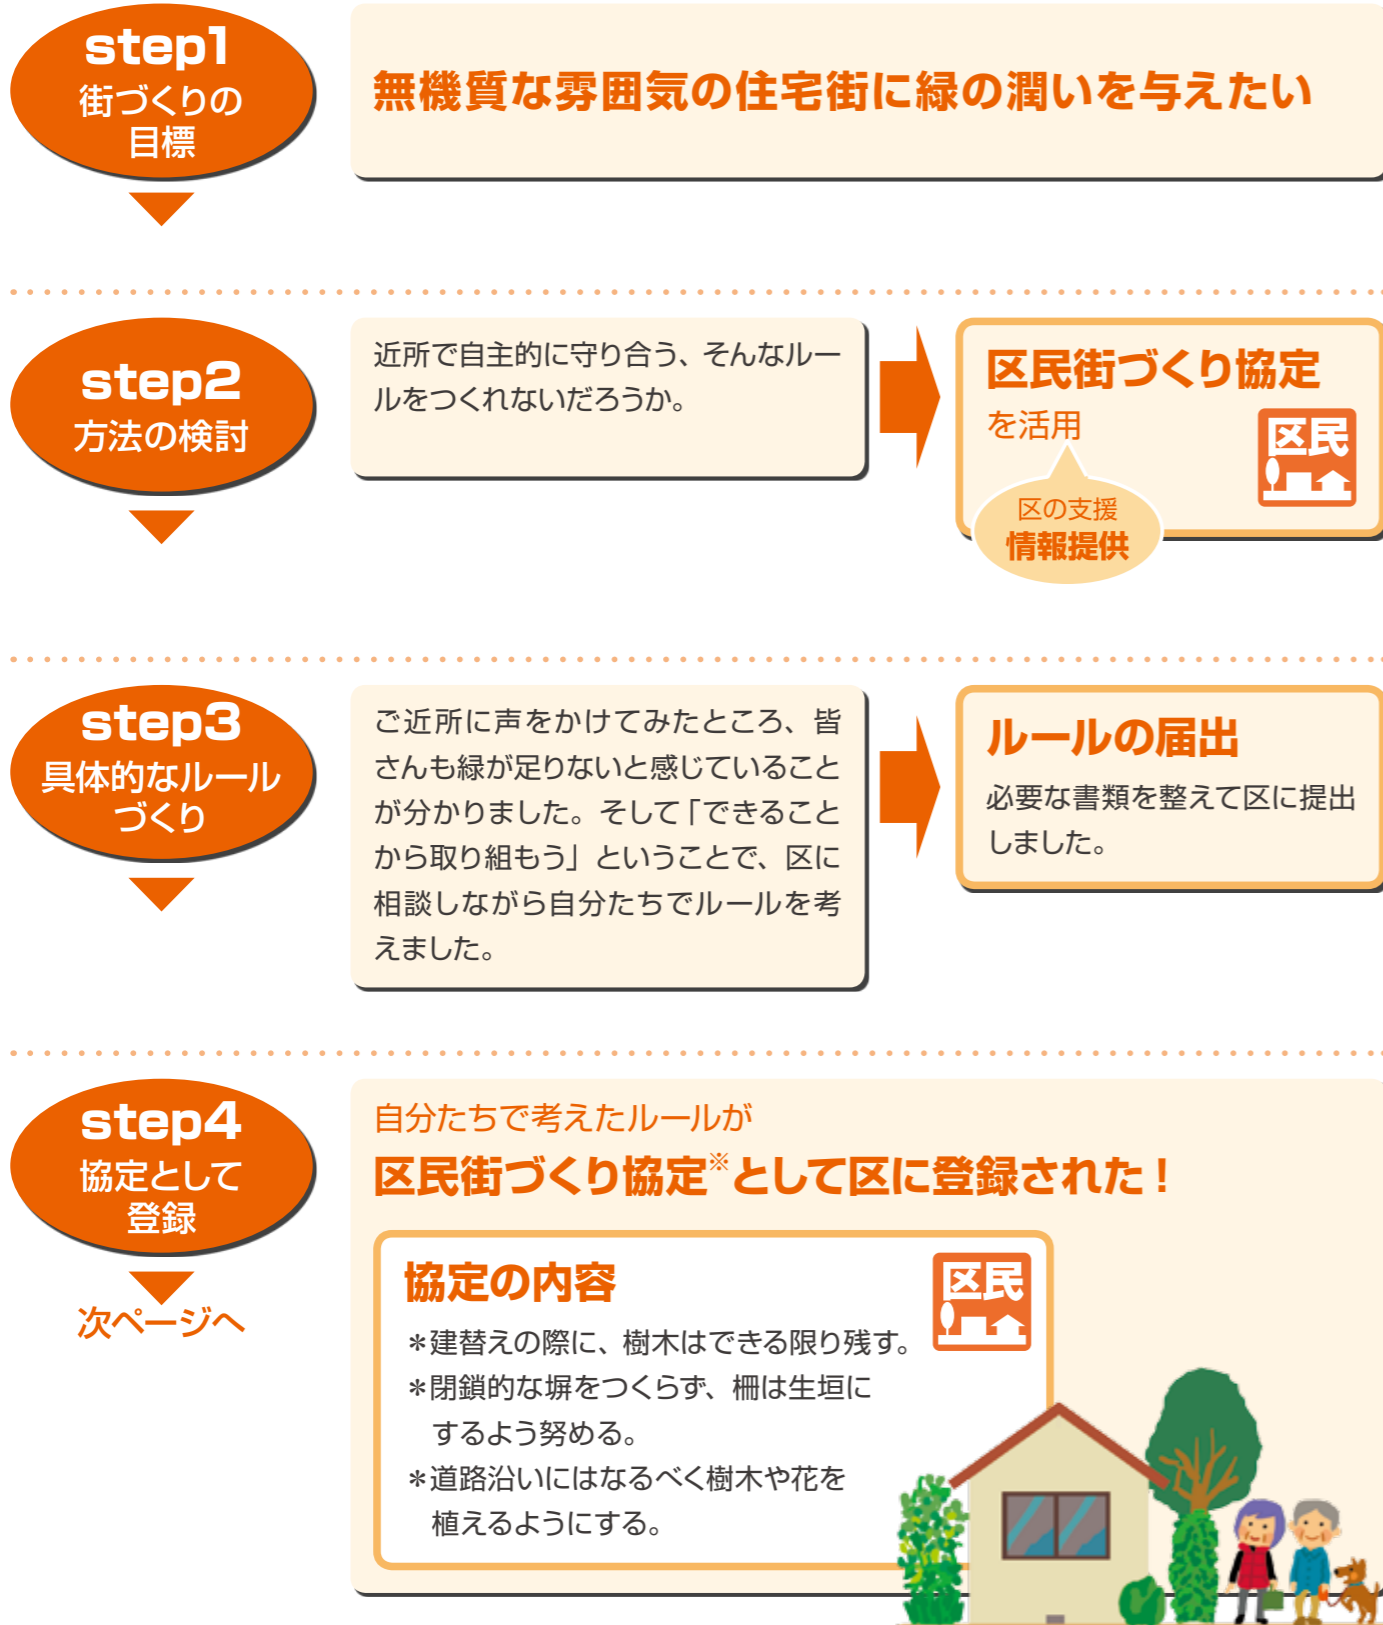 step1
街づくりの
目標
無機質な雰囲気の住宅街に緑の潤いを与えたい
step2
方法の検討
近所で自主的に守り合う、そんなルー
ルをつくれないだろうか。
区民街づくり協定
を活用
区民
区の支援
情報提供
step3
具体的なルール
づくり
ご近所に声をかけてみたところ、皆
さんも緑が足りないと感じていること
が分かりました。そして「できること
から取り組もう」ということで、区に
相談しながら自分たちでルールを考
えました。
ルールの届出
必要な書類を整えて区に提出
しました。
step4
協定として
登録
次ページへ
自分たちで考えたルールが
区民街づくり協定※として区に登録された！
協定の内容
区民
＊建替えの際に、樹木はできる限り残す。
＊閉鎖的な塀をつくらず、柵は生垣に
するよう努める。
＊道路沿いにはなるべく樹木や花を
植えるようにする。